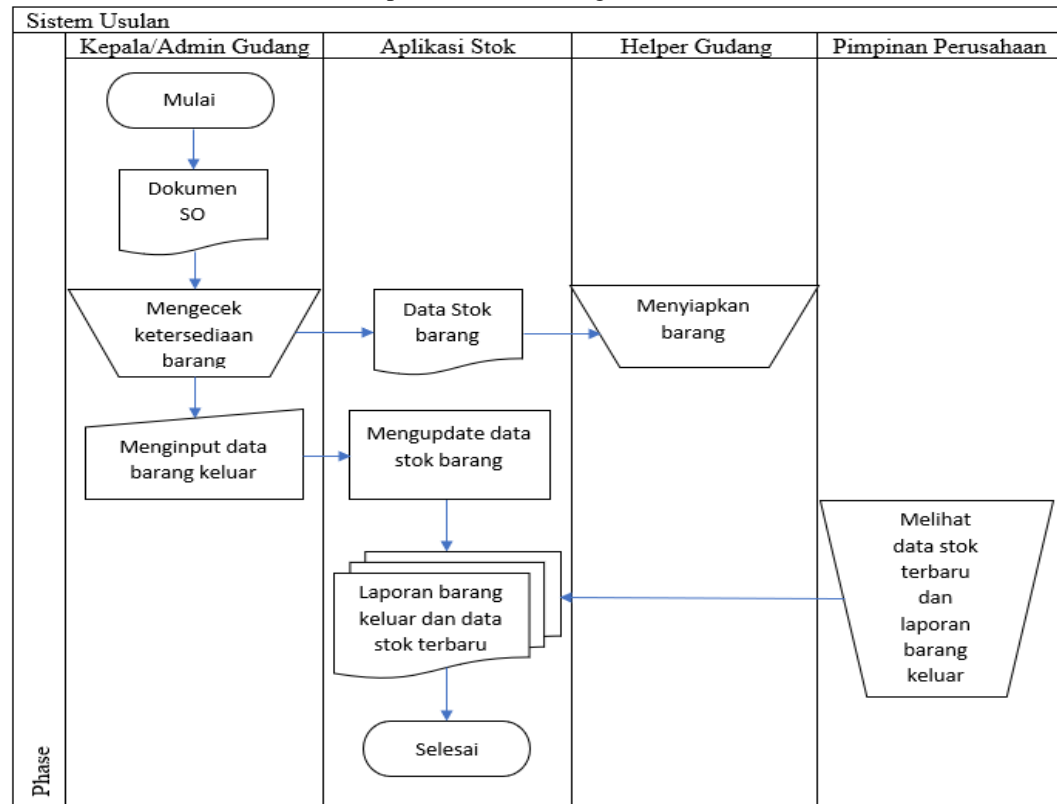 Sistem Usulan
Kepala/Admin Gudang
Aplikasi Stok
Helper Gudang
Pimpinan Perusahaan
Mulai
Dokumen
SO
Mengecek
ketersediaan
barang
Data Stok
barang
Menyiapkan
barang
Menginput data
barang keluar
Mengupdate data
stok barang
Melihat
data stok
terbaru
dan
laporan
barang
keluar
Laporan barang
keluar dan data
stok terbaru
Selesai
Phase